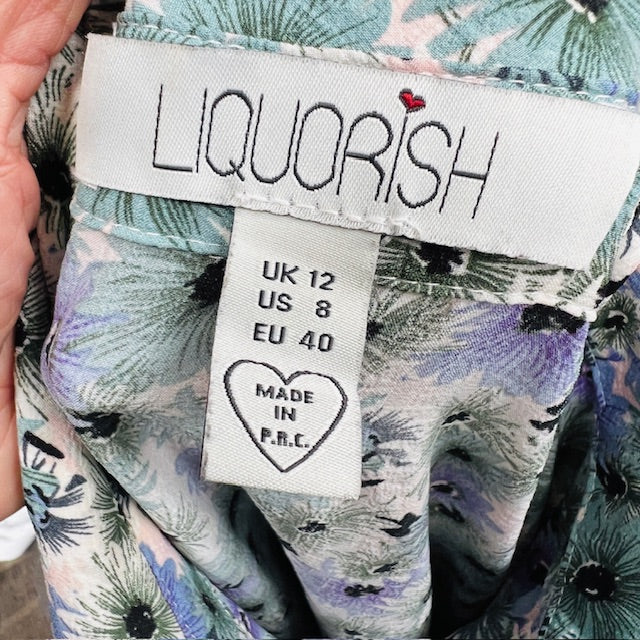 LIQUORISH
UK 12
US 8
EU 40
MADE
IN
P.R.C.